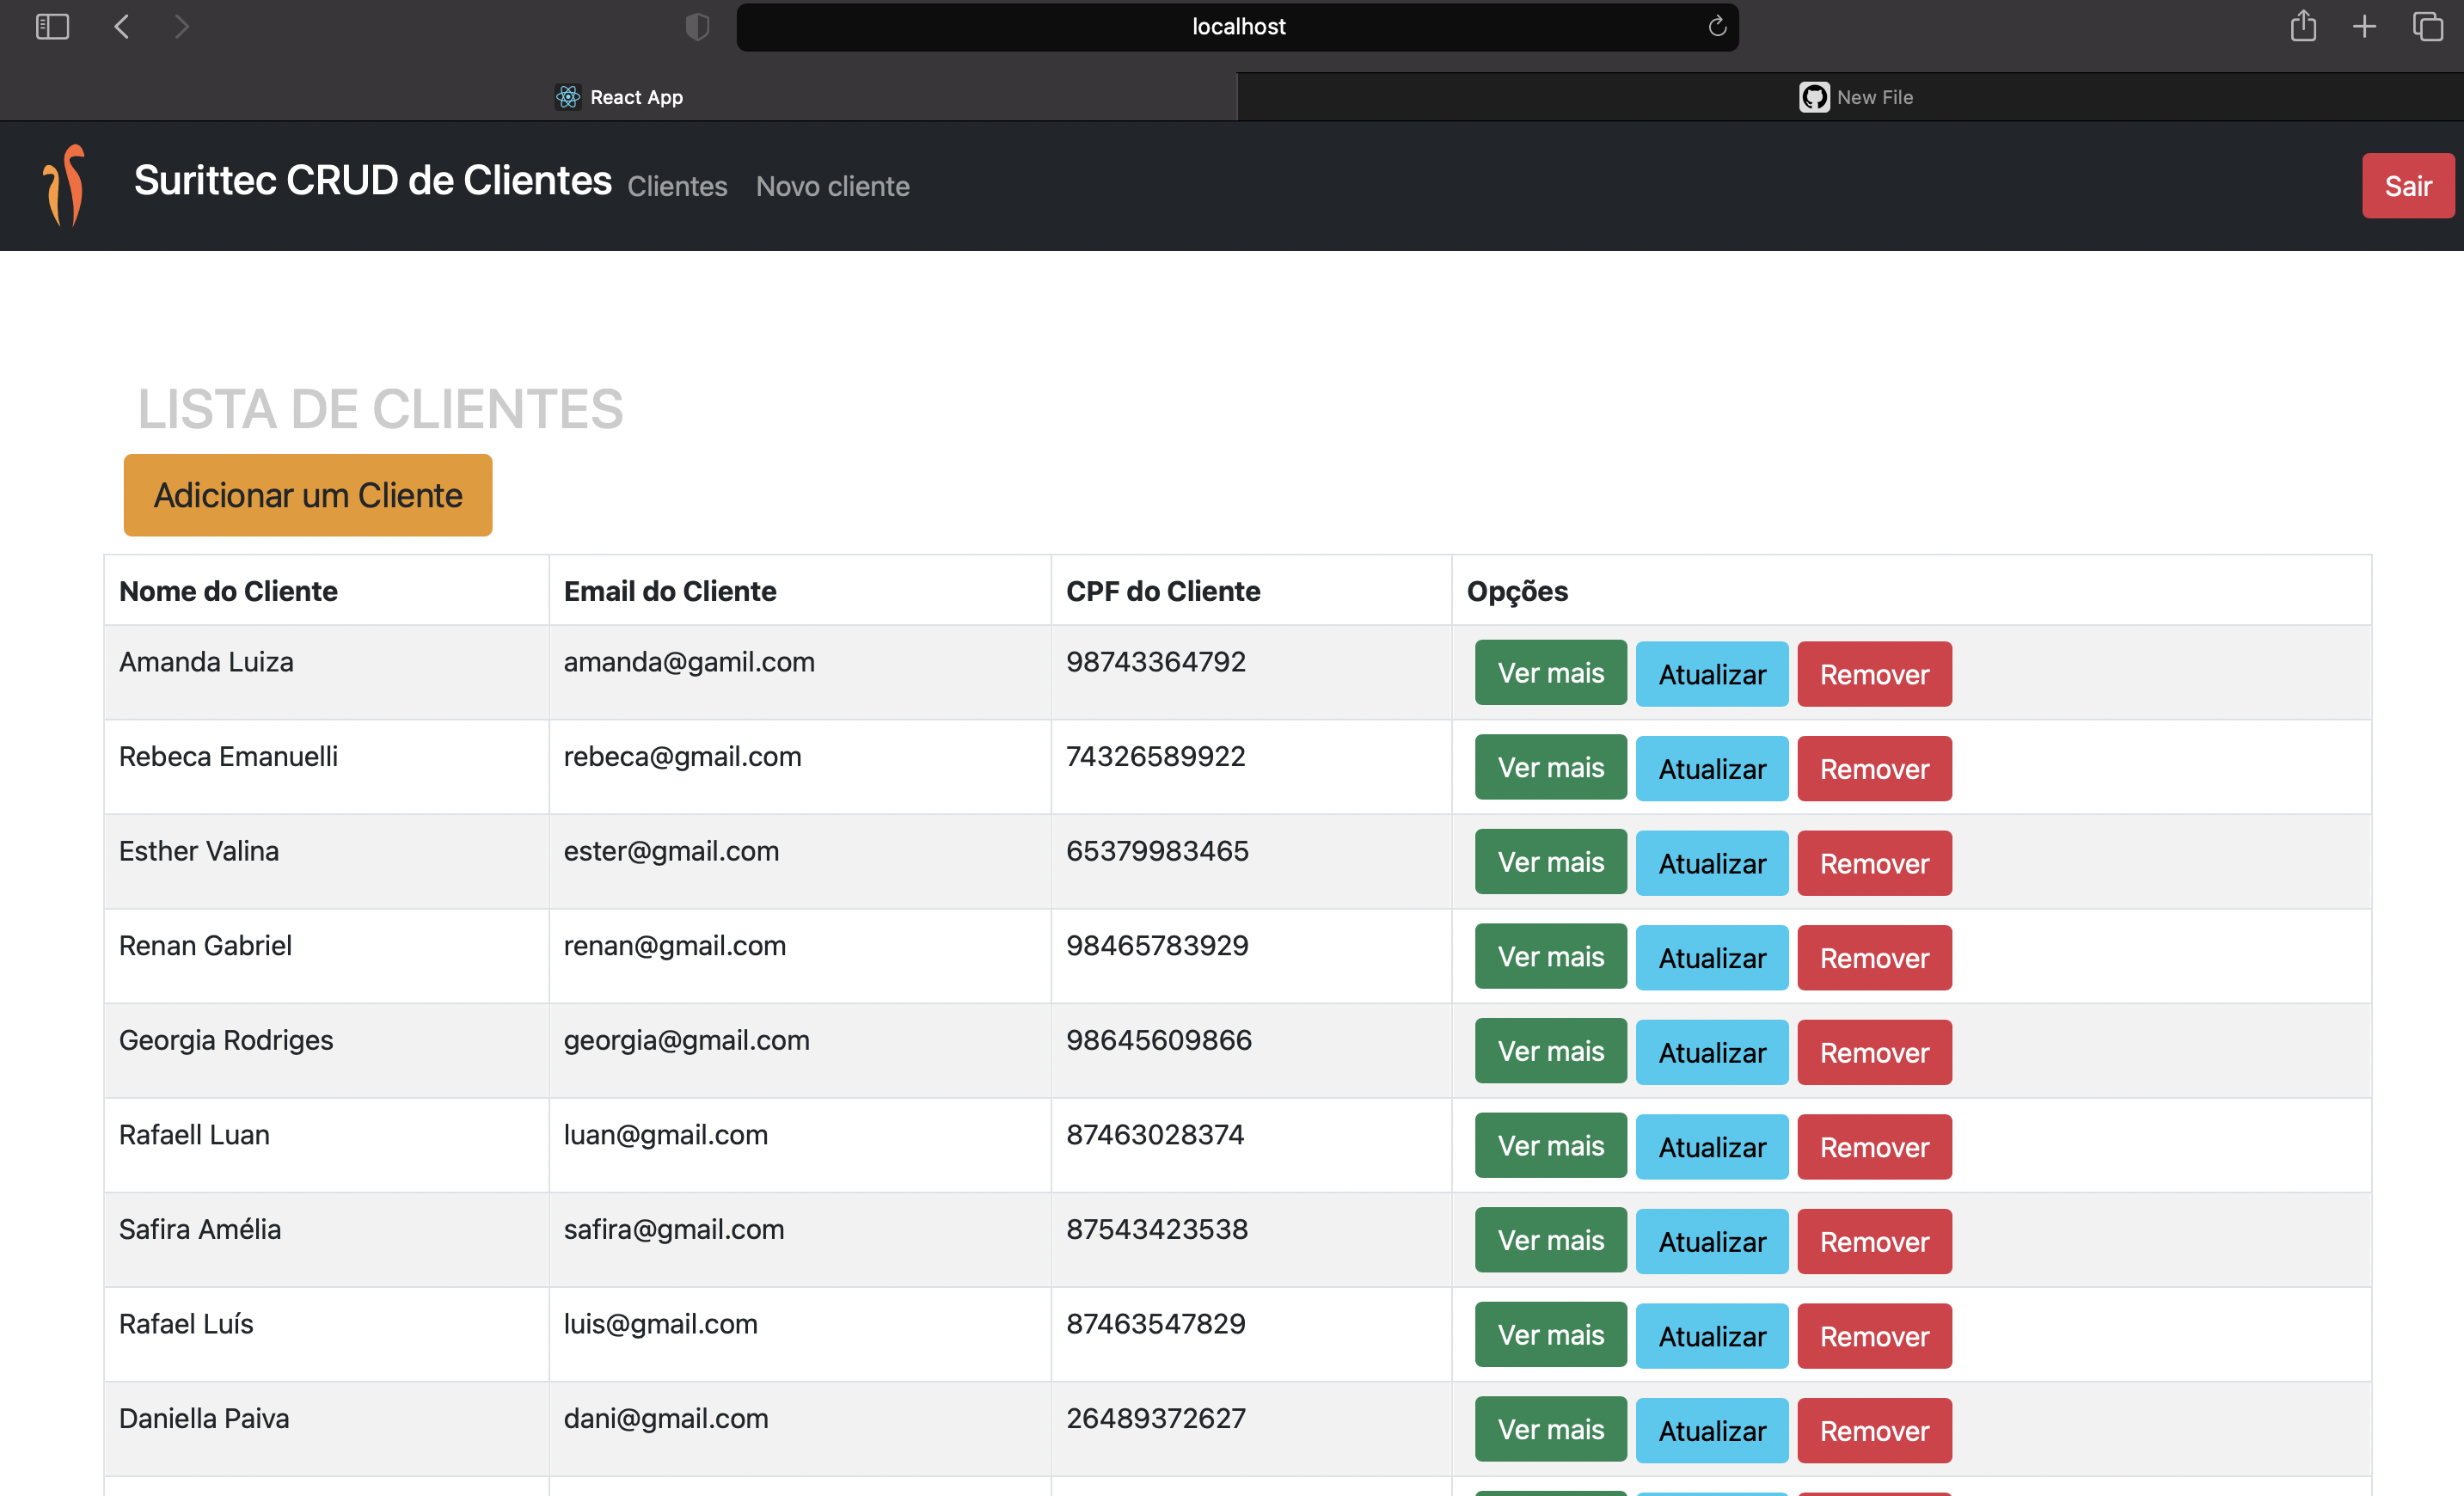 localhost
React App
New File
Surittec CRUD de Clientes Clientes Novo cliente Sair
LISTA DE CLIENTES
Adicionar um Cliente
Nome do Cliente Email do Cliente CPF do Cliente Opções
Amanda Luiza amanda@gamil.com 98743364792 Ver mais Atualizar Remover
Rebeca Emanuelli rebeca@gmail.com 74326589922 Ver mais Atualizar Remover
Esther Valina ester@gmail.com 65379983465 Ver mais Atualizar Remover
Renan Gabriel renan@gmail.com 98465783929 Ver mais Atualizar Remover
Georgia Rodriges georgia@gmail.com 98645609866 Ver mais Atualizar Remover
Rafaell Luan luan@gmail.com 87463028374 Ver mais Atualizar Remover
Safira Amélia safira@gmail.com 87543423538 Ver mais Atualizar Remover
Rafael Luís luis@gmail.com 87463547829 Ver mais Atualizar Remover
Daniella Paiva dani@gmail.com 26489372627 Ver mais Atualizar Remover